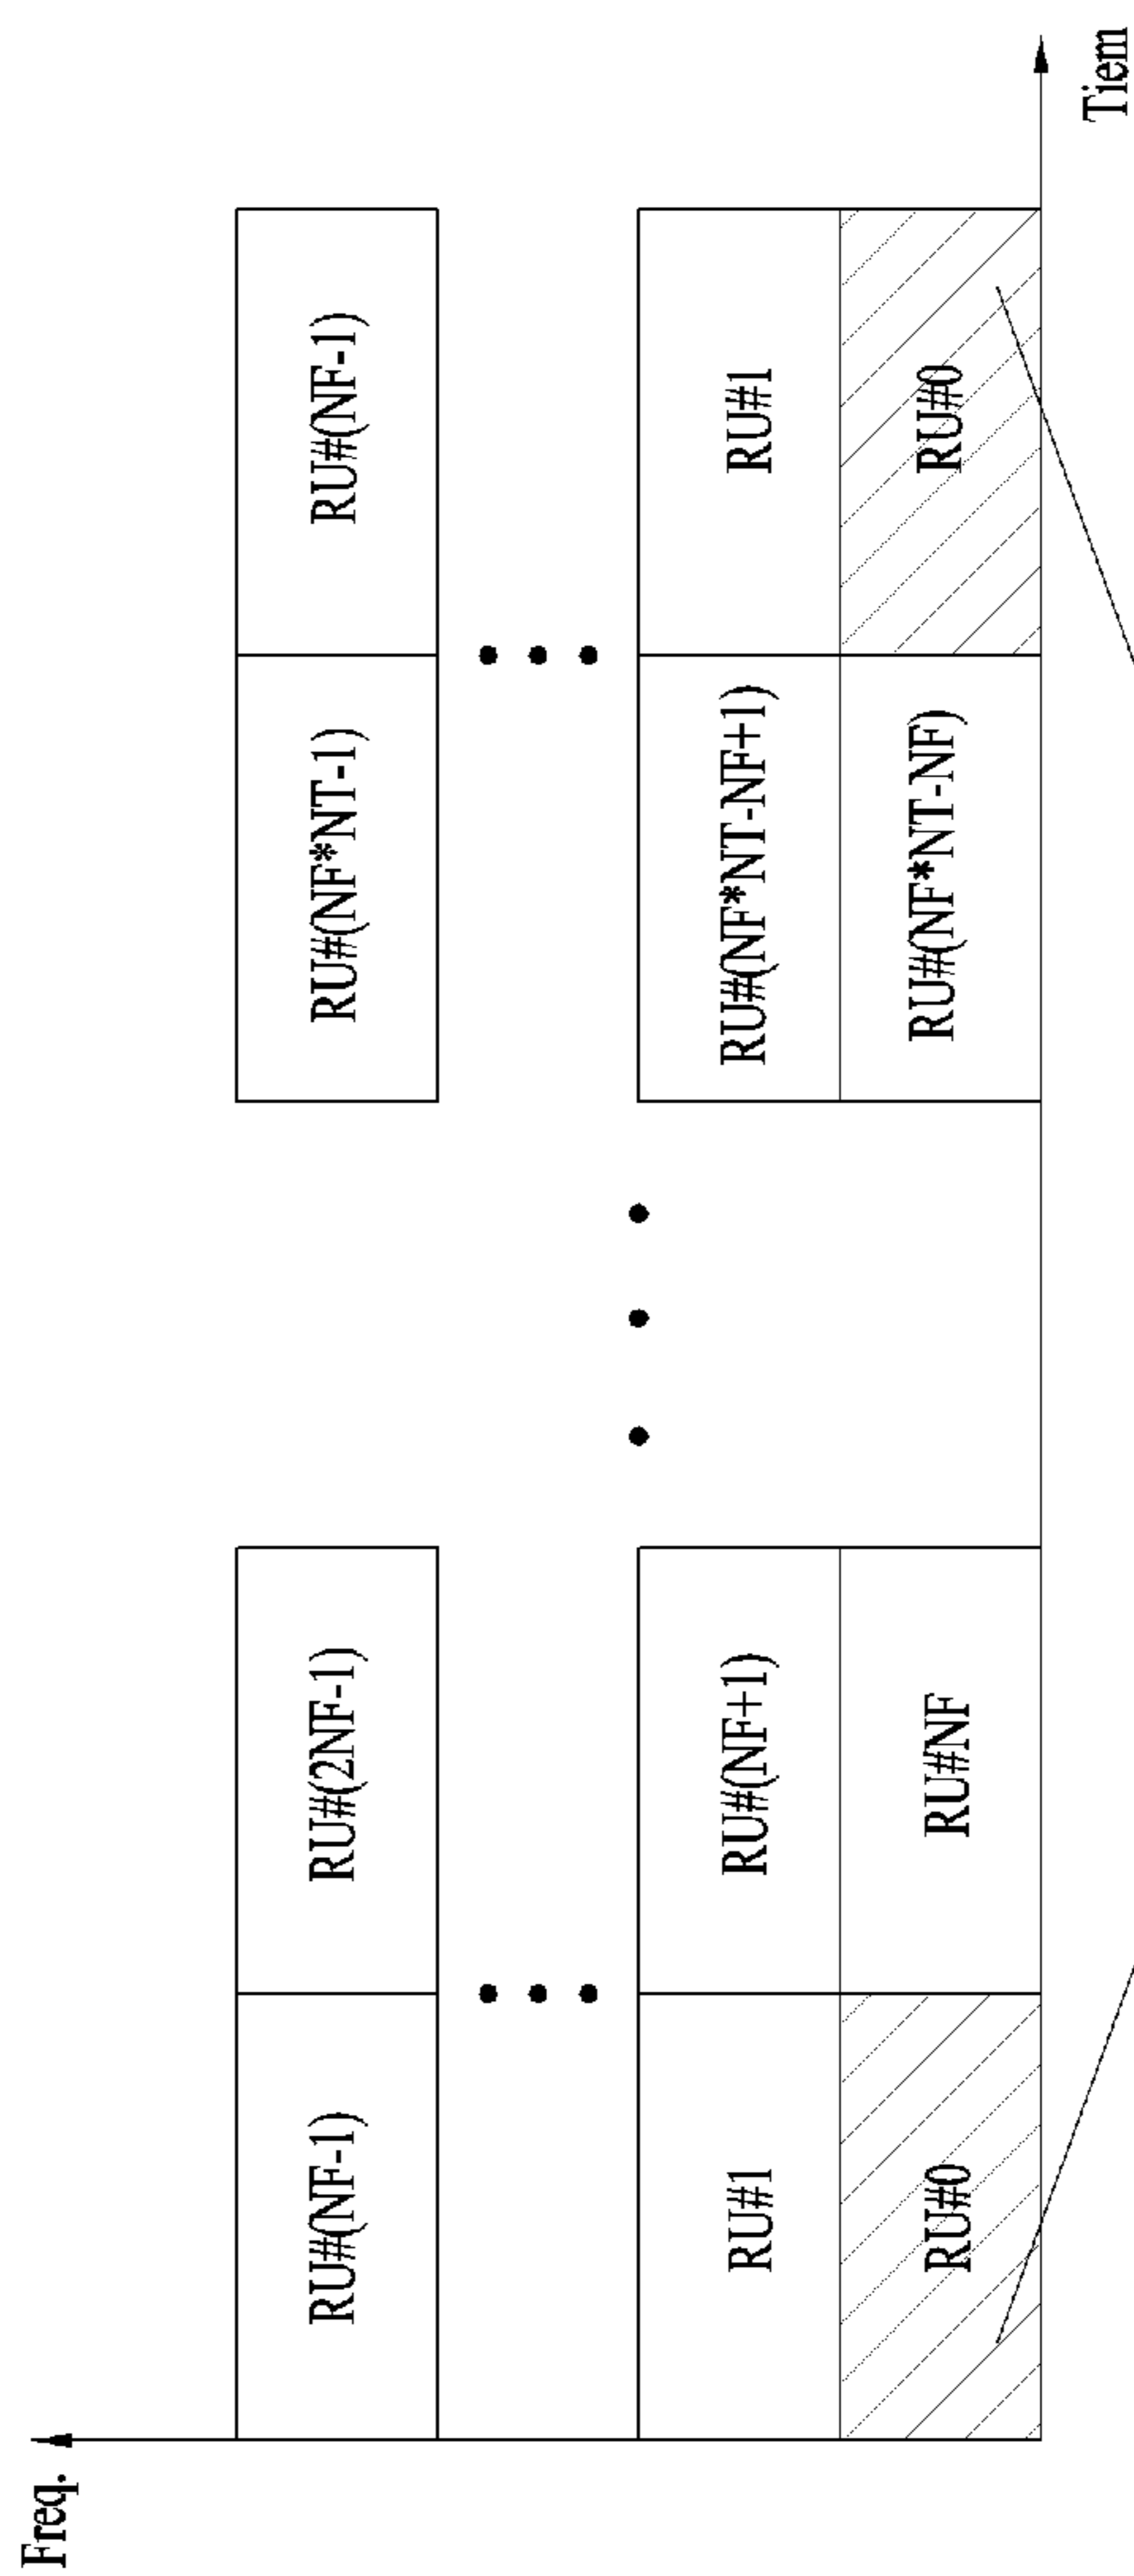 Freq.
RU#(NF-1)
RU#(2NF-1)
RU#(NF*NT-1)
RU#(NF-1)
RU#1
RU#(NF+1)
RU#(NF*NT-NF+1)
RU#1
RU#0
RU#NF
RU#(NF*NT-NF)
RU#0
Tiem